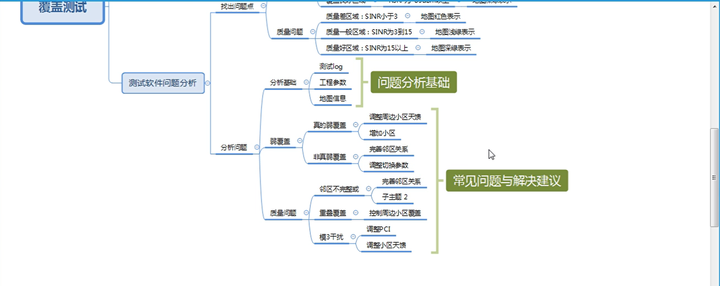 覆盖测试
找出问题点
质量问题
质量差区域：SINR小于3
地图红色表示
质量一般区域：SINR为3到15
地图浅绿表示
质量好区域：SINR为15以上
地图深绿表示
测试软件问题分析
分析问题
分析基础
测试log
工程参数
地图信息
问题分析基础
弱覆盖
真的弱覆盖
调整周边小区天馈
增加小区
非真弱覆盖
完善邻区关系
调整切换参数
质量问题
邻区不完整或
完善邻区关系
子主题 2
重叠覆盖
控制周边小区覆盖
模3干扰
调整PCI
调整小区天馈
常见问题与解决建议